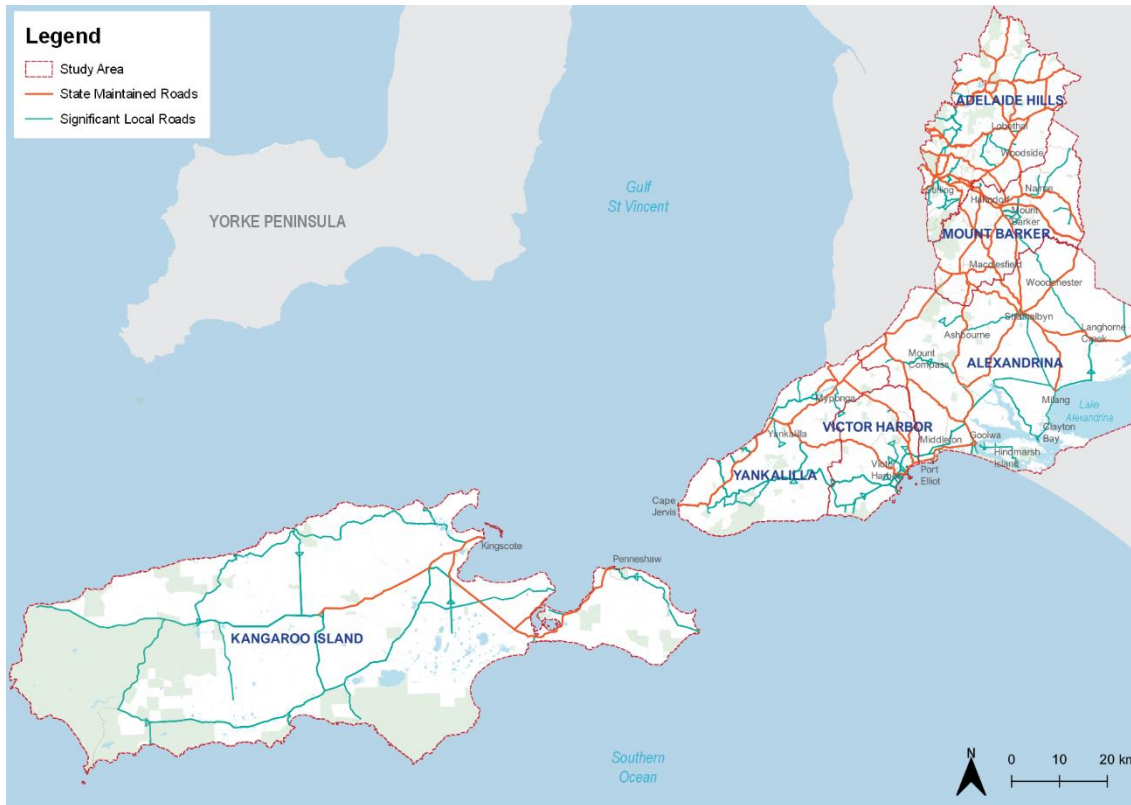 Legend
Study Area
State Maintained Roads
Significant Local Roads
YORKE PENINSULA
Gulf
St Vincent
ADELAIDE HILLS
Lobethal
Woodside
Stirling
Hahndorf
Nairne
Mount
Barker
MOUNT BARKER
Macclesfield
Woodchester
Strathalbyn
Langhorne
Creek
Ashbourne
Mount
Compass
ALEXANDRINA
Myponga
Milang
Lake
Alexandrina
Clayton
Bay
VICTOR HARBOR
Yankalilla
Middleton
Goolwa
Hindmarsh
Island
Victor
Harbor
Port
Elliot
YANKALILLA
Cape
Jervis
Kingscote
Penneshaw
KANGAROO ISLAND
Southern
Ocean
N
0 10 20 km